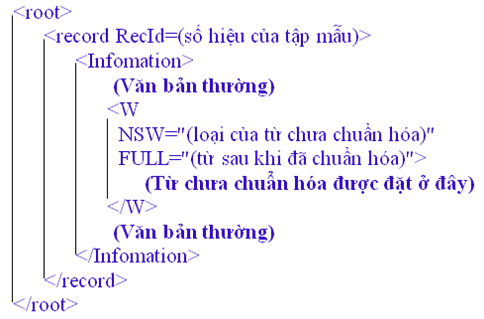 <root>
<record RecId=(số hiệu của tập mẫu)>
<Infomation>
(Văn bản thường)
<W
NSW="(loại của từ chưa chuẩn hóa)"
FULL="(từ sau khi đã chuẩn hóa)">
(Từ chưa chuẩn hóa được đặt ở đây)
</W>
(Văn bản thường)
</Infomation>
</record>
</root>